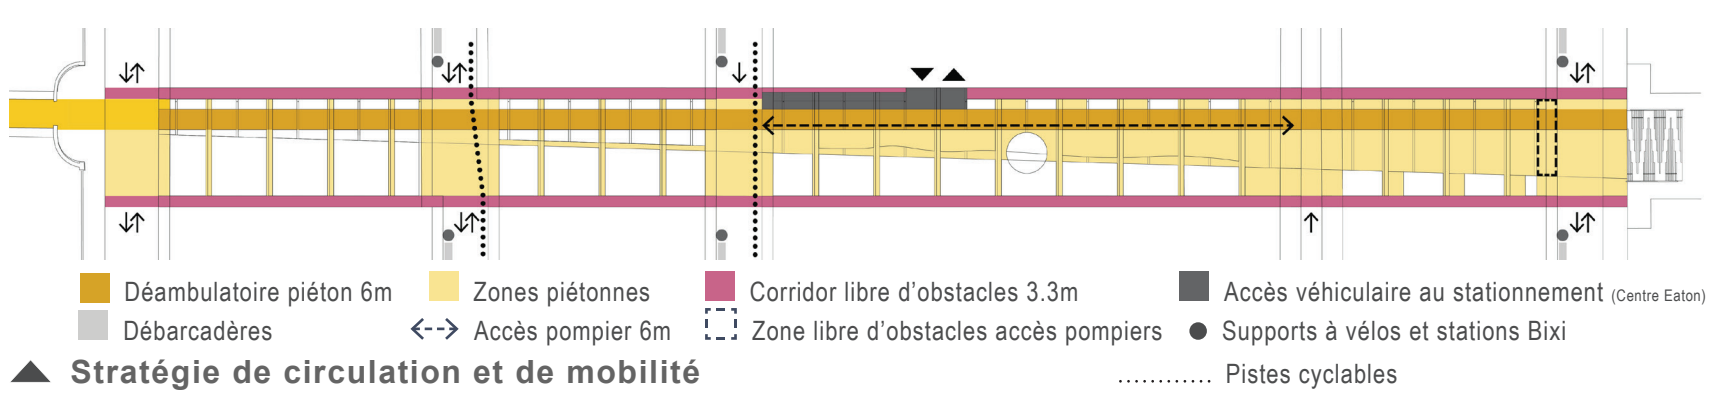 Déambulatoire piéton 6m Zones piétonnes Corridor libre d'obstacles 3.3m Accès véhiculaire au stationnement (Centre Eaton)
Débarcadères Accès pompier 6m Zone libre d'obstacles accès pompiers Supports à vélos et stations Bixi
Stratégie de circulation et de mobilité Pistes cyclables